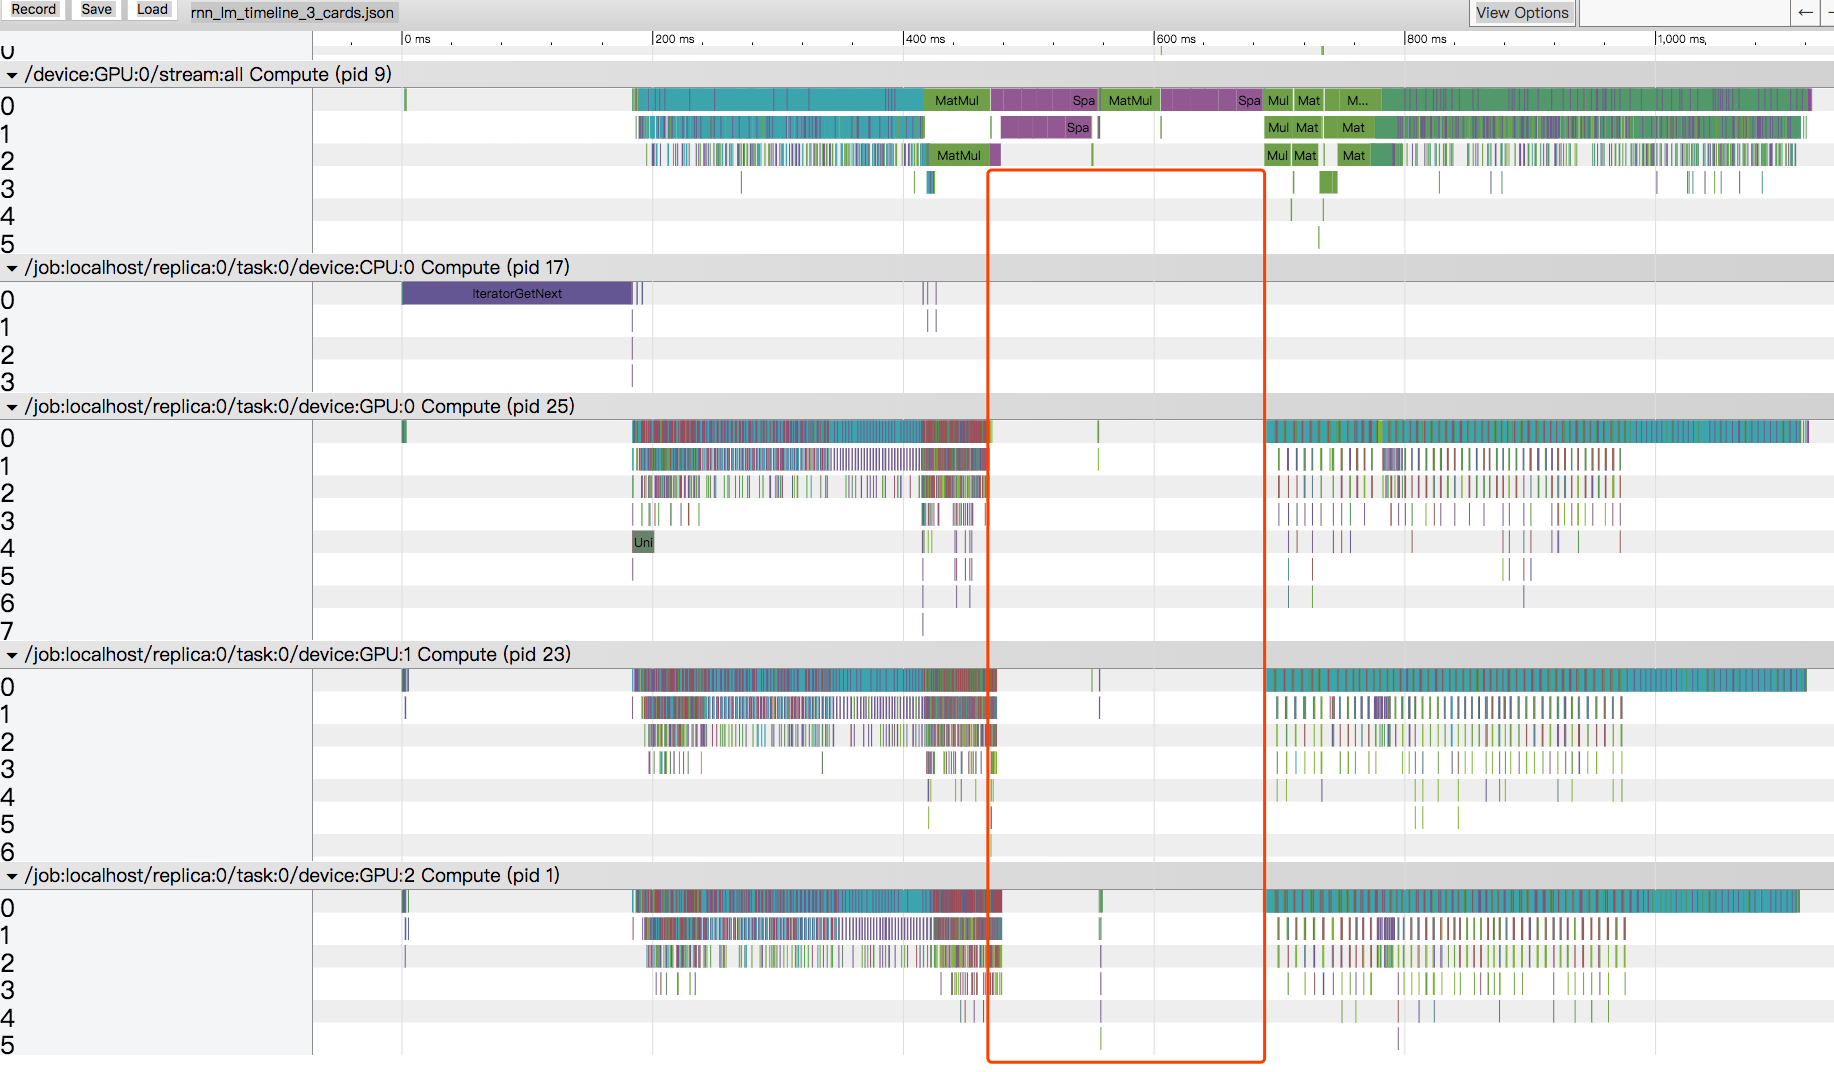 Record Save Load rnn_lm_timeline_3_cards.json View Options ←
0 ms 200 ms 400 ms 600 ms 800 ms 1,000 ms
/device:GPU:0/stream:all Compute (pid 9)
0 MatMul Spa MatMul Spa Mul Mat M...
1 Spa Mul Mat Mat
2 MatMul Mul Mat Mat
3
4
5
/job:localhost/replica:0/task:0/device:CPU:0 Compute (pid 17)
0 IteratorGetNext
1
2
3
/job:localhost/replica:0/task:0/device:GPU:0 Compute (pid 25)
0
1
2
3
4 Uni
5
6
7
/job:localhost/replica:0/task:0/device:GPU:1 Compute (pid 23)
0
1
2
3
4
5
6
/job:localhost/replica:0/task:0/device:GPU:2 Compute (pid 1)
0
1
2
3
4
5